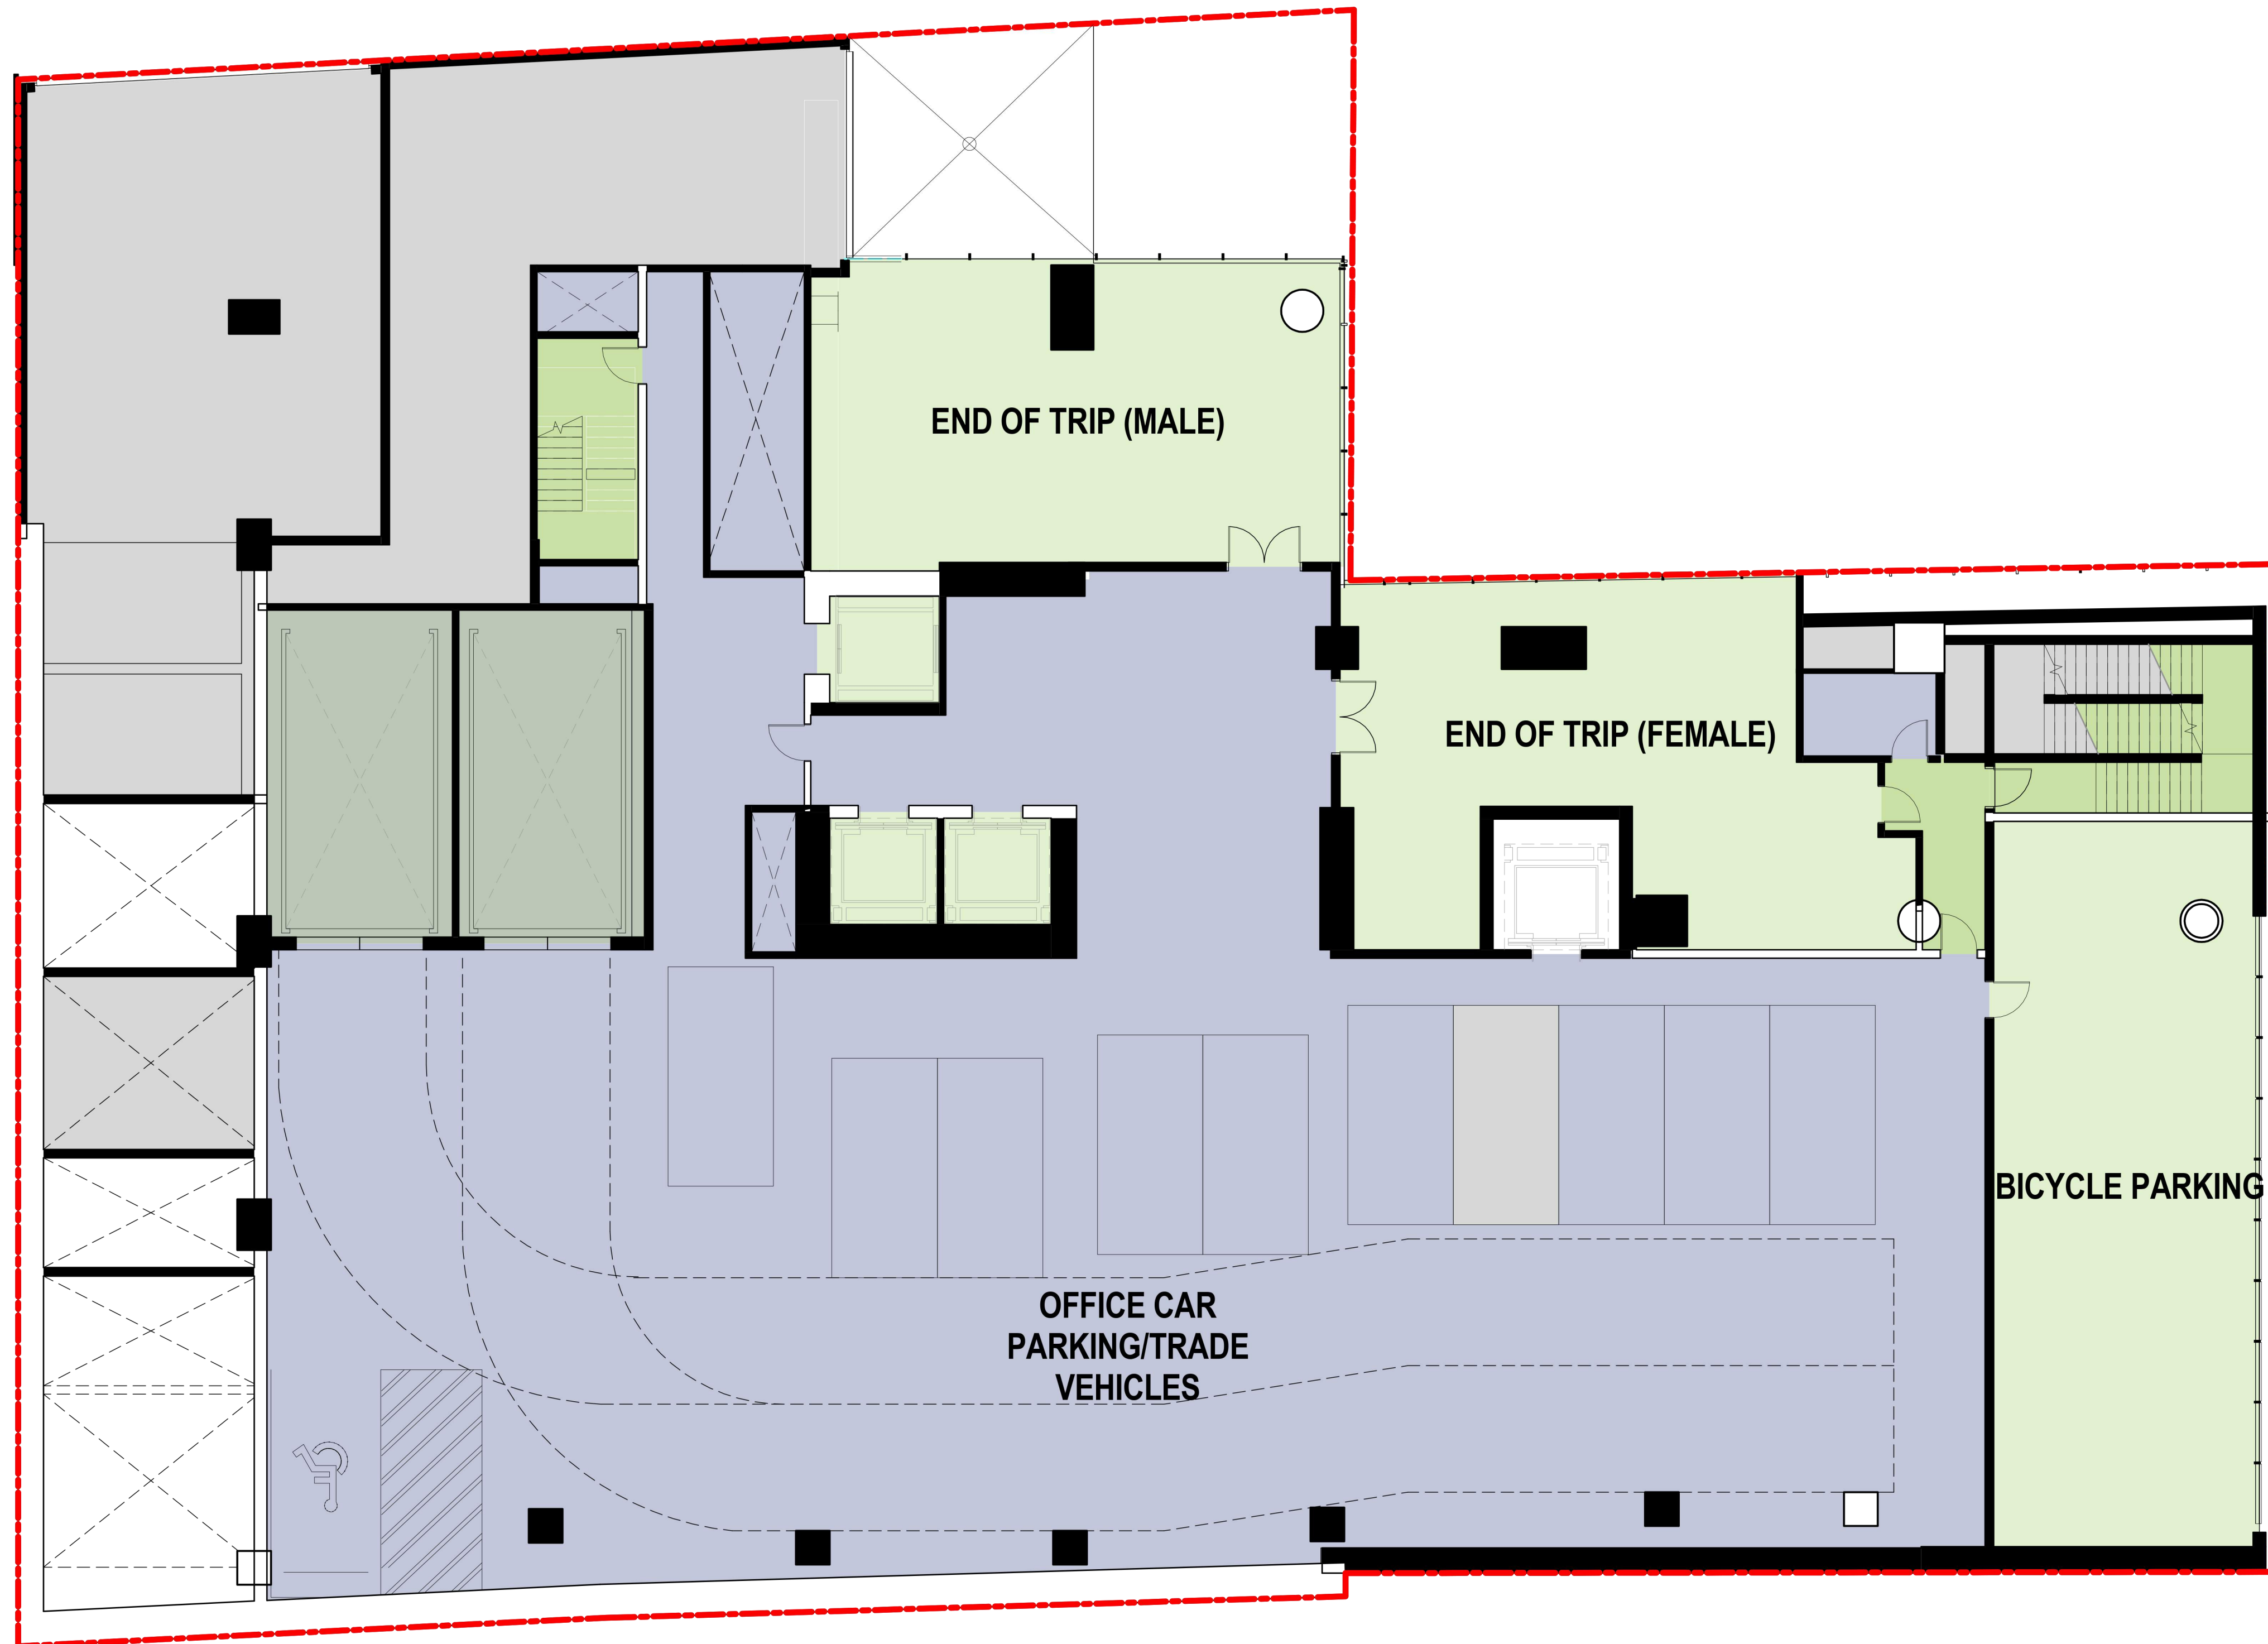 END OF TRIP (MALE)
END OF TRIP (FEMALE)
BICYCLE PARKING
OFFICE CAR
PARKING/TRADE
VEHICLES